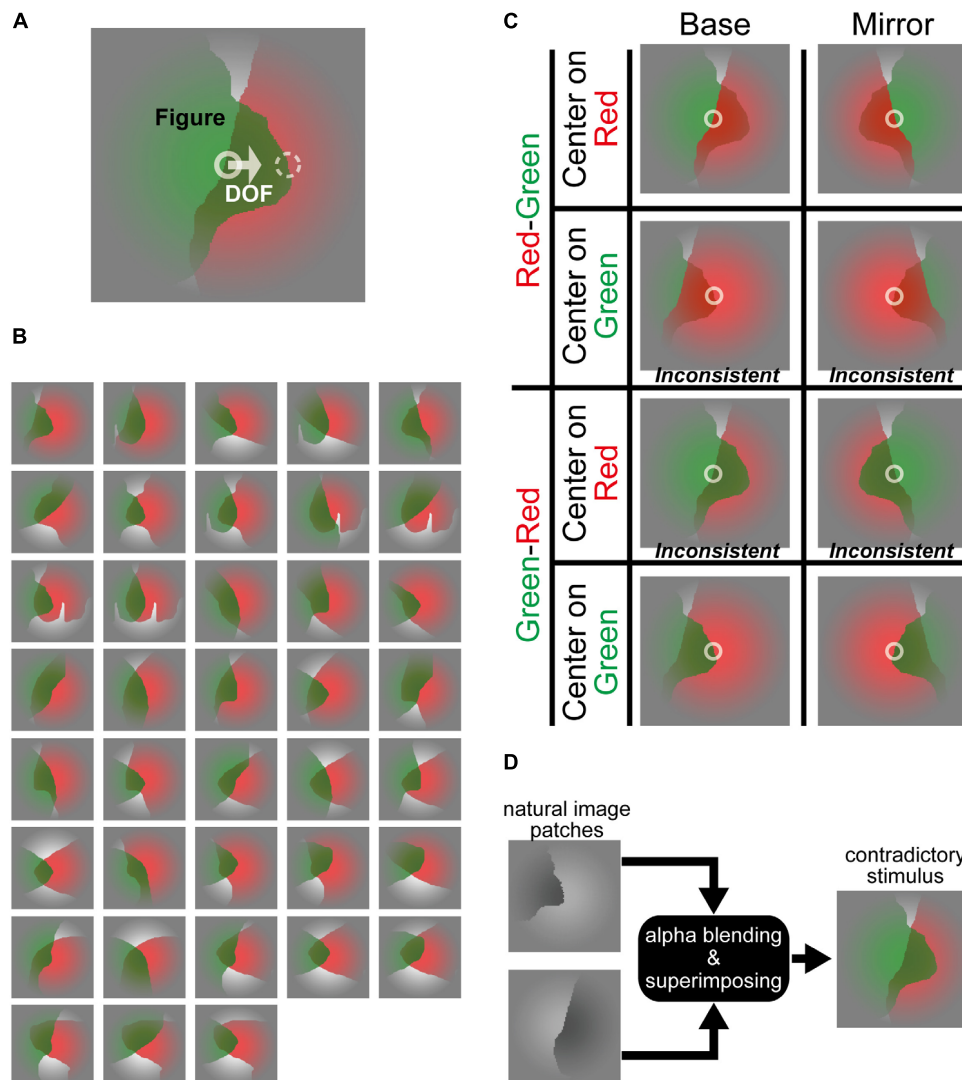 A
Figure
DOF
B
C
Base
Mirror
Red-Green
Center on
Red
Center on
Green
Inconsistent
Inconsistent
Green-Red
Center on
Red
Inconsistent
Inconsistent
Center on
Green
D
natural image
patches
alpha blending
&
superimposing
contradictory
stimulus